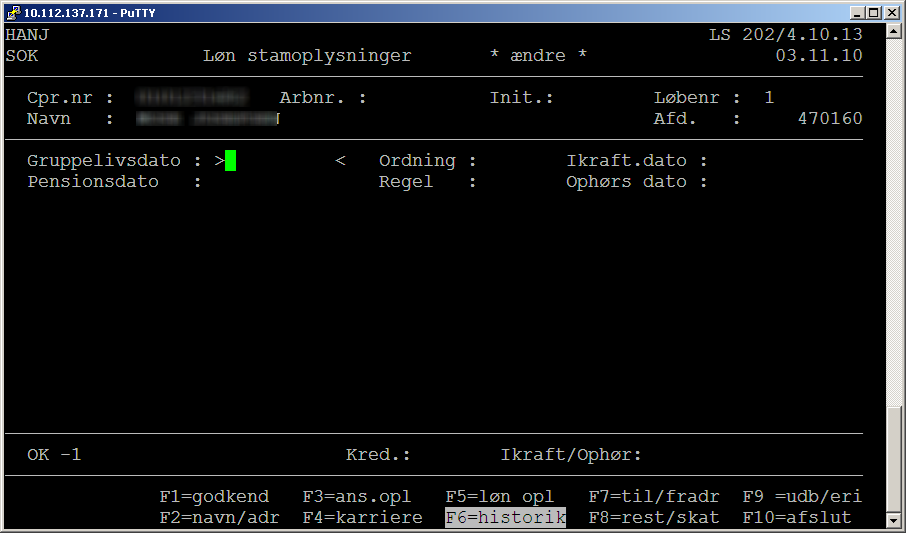 10.112.137.171 - PuTTY
HANJ LS 202/4.10.13
SOK Løn stamoplysninger * ændre * 03.11.10
Cpr.nr : Arbnr. : Init.: Løbenr : 1
Navn : Afd. : 470160
Gruppelivsdato : > < Ordning : Ikraft.dato :
Pensionsdato : Regel : Ophørs dato :
OK -1 Kred.: Ikraft/Ophør:
F1=godkend F3=ans.opl F5=løn opl F7=til/fradr F9 =udb/eri
F2=navn/adr F4=karriere F6=historik F8=rest/skat F10=afslut